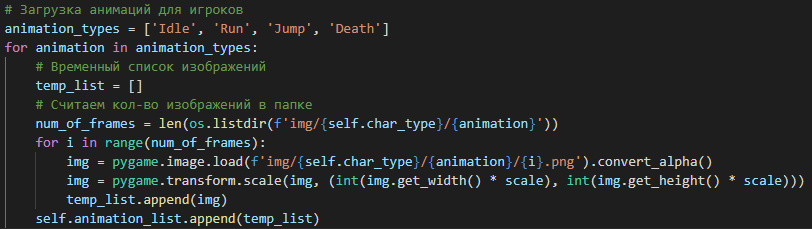 # Загрузка анимаций для игроков
animation_types = ['Idle', 'Run', 'Jump', 'Death']
for animation in animation_types:
    # Временный список изображений
    temp_list = []
    # Считаем кол-во изображений в папке
    num_of_frames = len(os.listdir(f'img/{self.char_type}/{animation}'))
    for i in range(num_of_frames):
        img = pygame.image.load(f'img/{self.char_type}/{animation}/{i}.png').convert_alpha()
        img = pygame.transform.scale(img, (int(img.get_width() * scale), int(img.get_height() * scale)))
        temp_list.append(img)
    self.animation_list.append(temp_list)